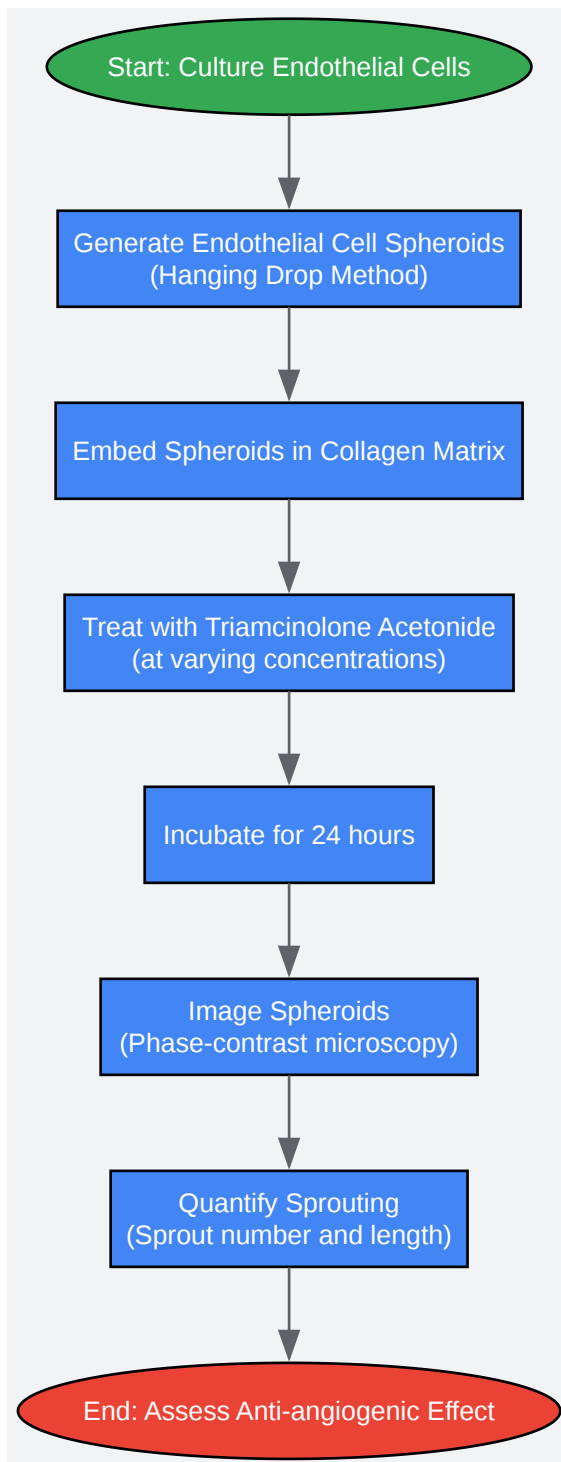 Start: Culture Endothelial Cells
Generate Endothelial Cell Spheroids
(Hanging Drop Method)
Embed Spheroids in Collagen Matrix
Treat with Triamcinolone Acetonide
(at varying concentrations)
Incubate for 24 hours
Image Spheroids
(Phase-contrast microscopy)
Quantify Sprouting
(Sprout number and length)
End: Assess Anti-angiogenic Effect